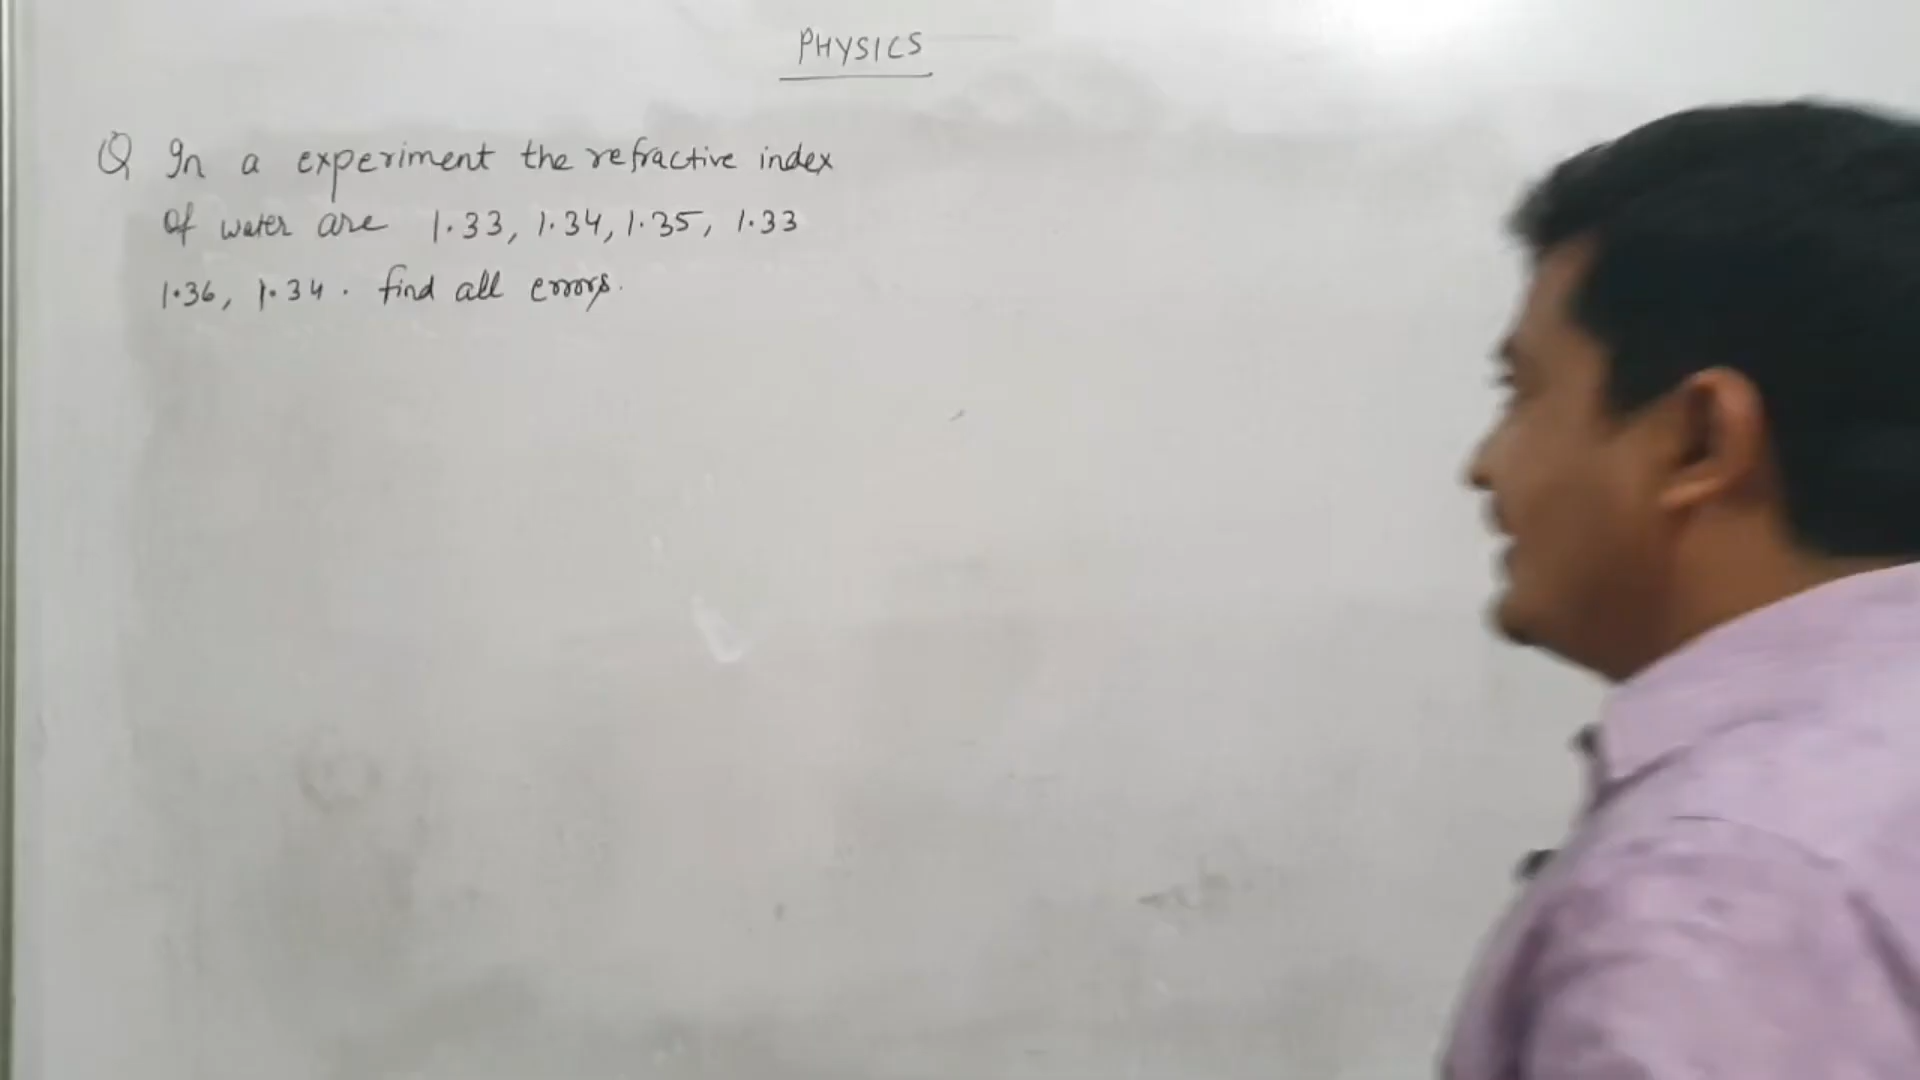 PHYSICS
Q In a experiment the refractive index
Of water are 1.33, 1.34, 1.35, 1.33
1.36, 1.34. find all errors.